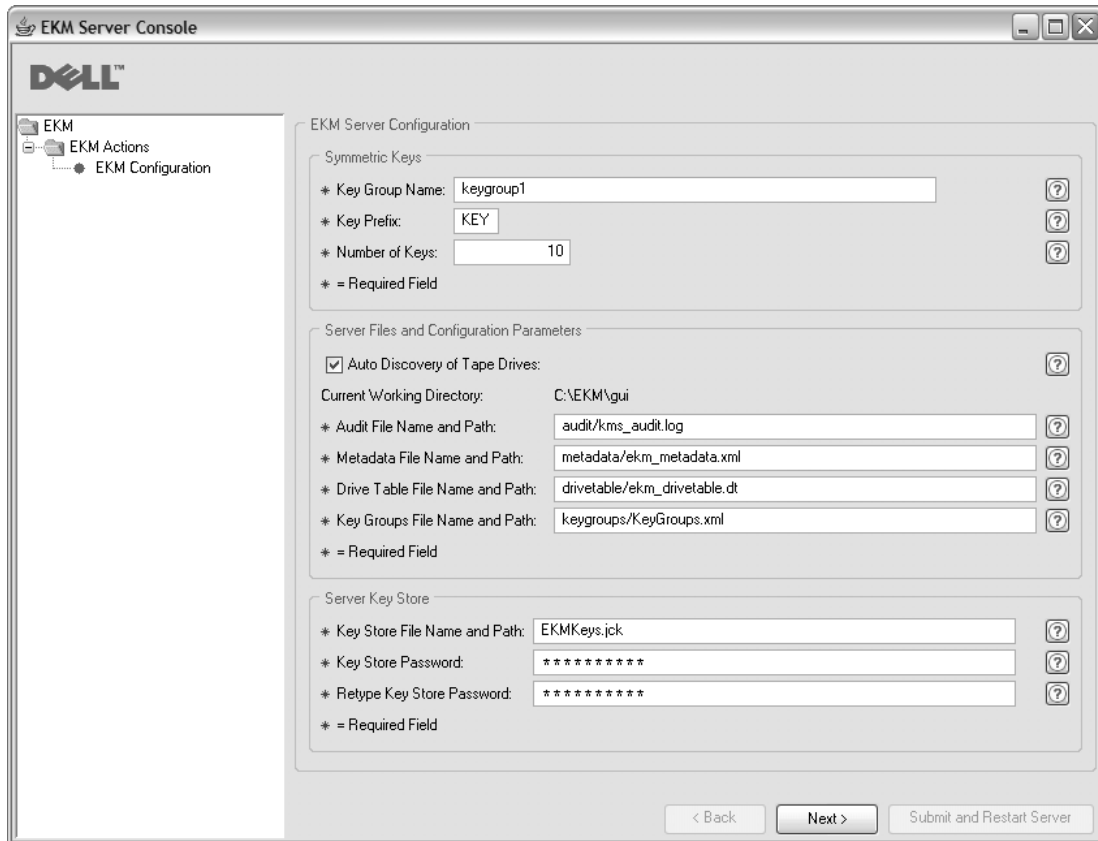 EKM Server Console
DELL™
EKM
EKM Actions
EKM Configuration
EKM Server Configuration
Symmetric Keys
* Key Group Name: keygroup1
* Key Prefix: KEY
* Number of Keys: 10
* = Required Field
Server Files and Configuration Parameters
Auto Discovery of Tape Drives:
Current Working Directory: C:\EKM\gui
* Audit File Name and Path: audit/kms_audit.log
* Metadata File Name and Path: metadata/ekm_metadata.xml
* Drive Table File Name and Path: drivetable/ekm_drivetable.dt
* Key Groups File Name and Path: keygroups/KeyGroups.xml
* = Required Field
Server Key Store
* Key Store File Name and Path: EKMKeys.jck
* Key Store Password: **********
* Retype Key Store Password: **********
* = Required Field
< Back Next > Submit and Restart Server